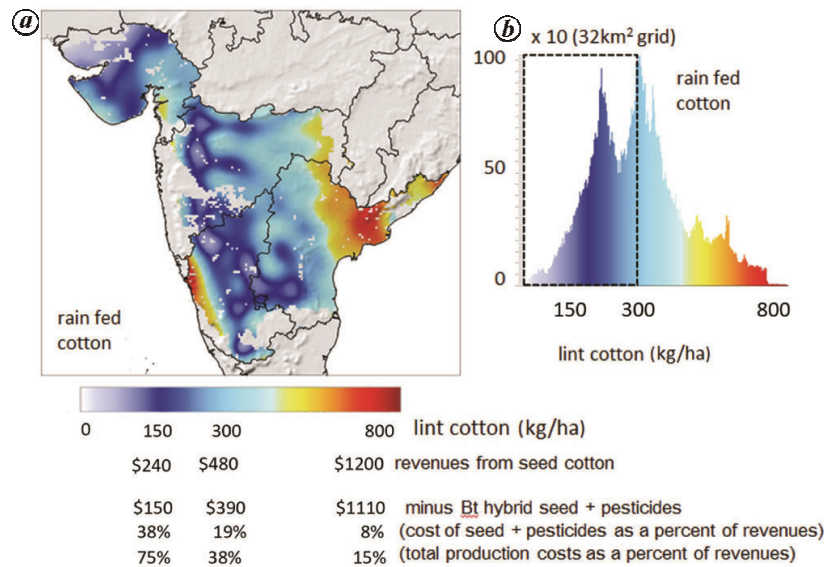 a
b
x 10 (32km² grid)
100
rain fed
cotton
50
0
150 300 800
lint cotton (kg/ha)
rain fed
cotton
0 150 300 800 lint cotton (kg/ha)
$240 $480 $1200 revenues from seed cotton
$150 $390 $1110 minus Bt hybrid seed + pesticides
38% 19% 8% (cost of seed + pesticides as a percent of revenues)
75% 38% 15% (total production costs as a percent of revenues)